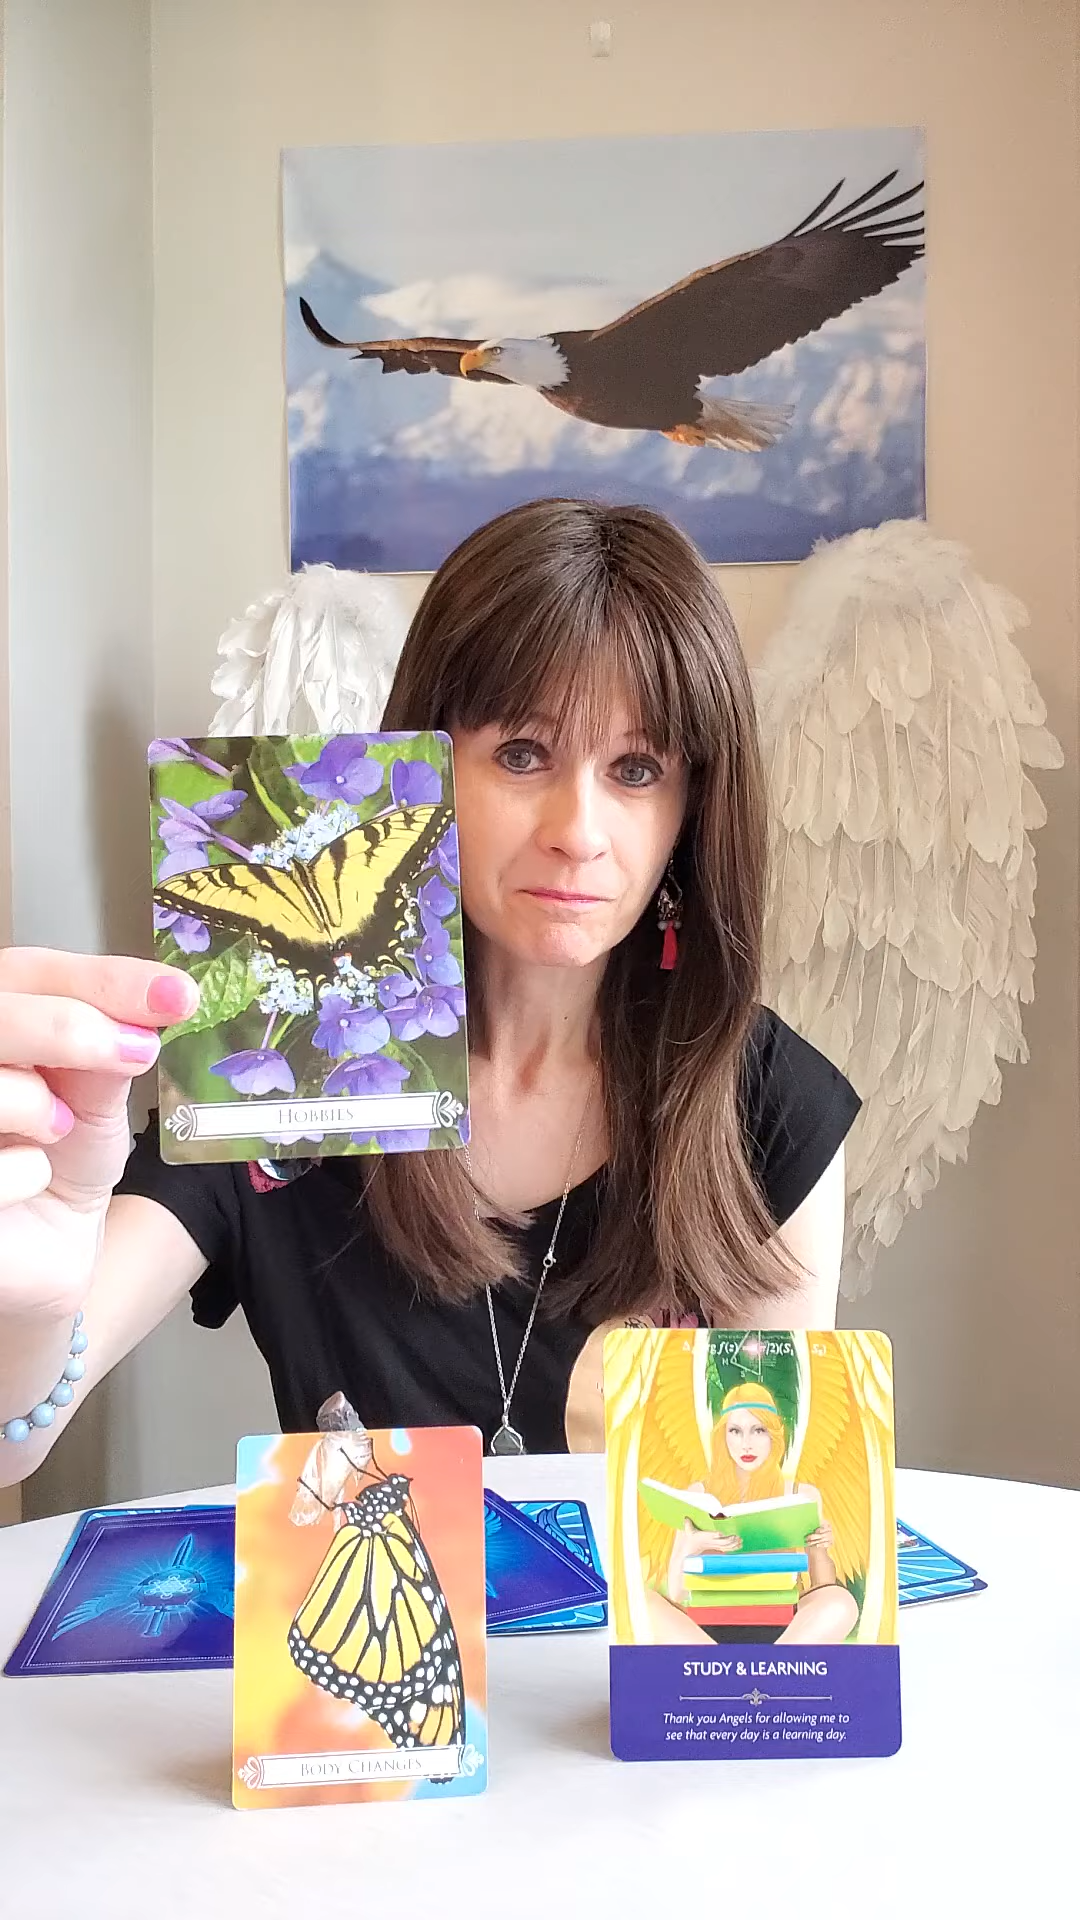 HOBBIES
BODY CHANGES
STUDY & LEARNING
Thank you Angels for allowing me to
see that every day is a learning day.